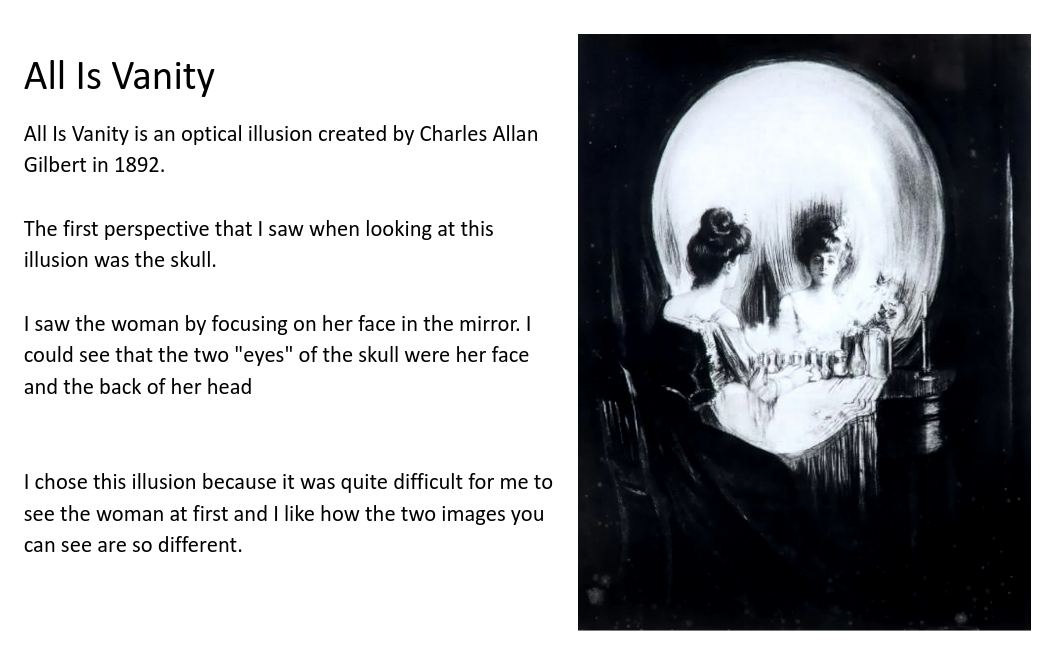 All Is Vanity
All Is Vanity is an optical illusion created by Charles Allan
Gilbert in 1892.
The first perspective that I saw when looking at this
illusion was the skull.
I saw the woman by focusing on her face in the mirror. I
could see that the two "eyes" of the skull were her face
and the back of her head
I chose this illusion because it was quite difficult for me to
see the woman at first and I like how the two images you
can see are so different.